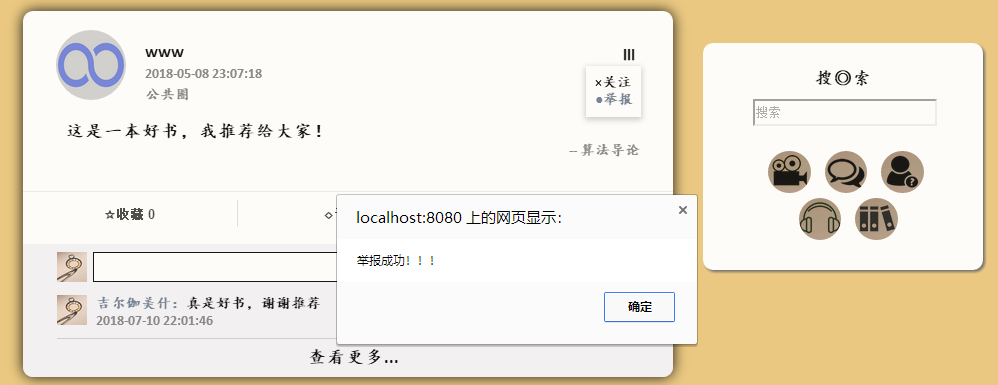 www
2018-05-08 23:07:18
公共圈
×关注
●举报
这是一本好书，我推荐给大家！
--算法导论
☆收藏 0
localhost:8080 上的网页显示：
举报成功！！！
确定
吉尔伽美什：真是好书，谢谢推荐
2018-07-10 22:01:46
查看更多...
搜◎索
搜索